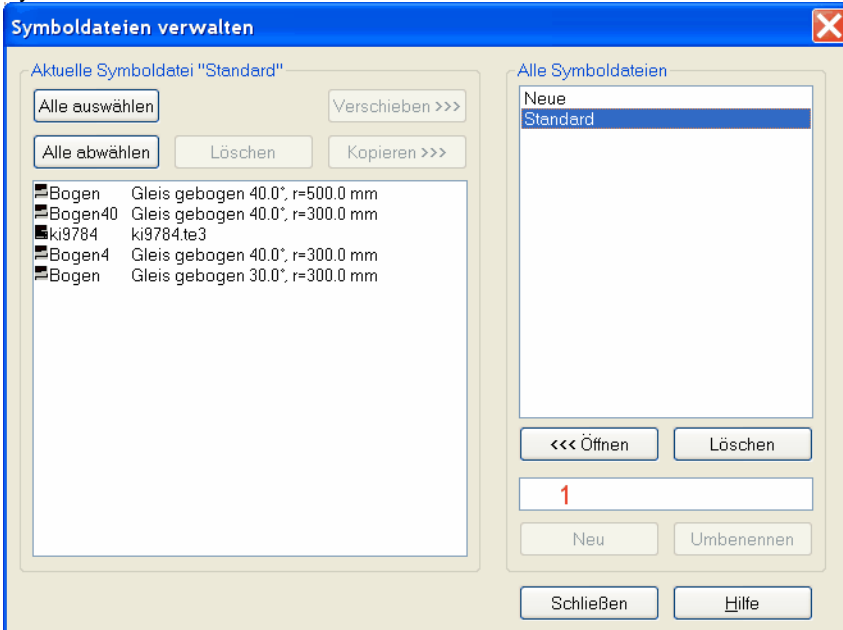 Symboldateien verwalten
Aktuelle Symboldatei "Standard"
Alle auswählen
Verschieben >>>
Alle abwählen
Löschen
Kopieren >>>
Bogen Gleis gebogen 40.0°, r=500.0 mm
Bogen40 Gleis gebogen 40.0°, r=300.0 mm
ki9784 ki9784.te3
Bogen4 Gleis gebogen 40.0°, r=300.0 mm
Bogen Gleis gebogen 30.0°, r=300.0 mm
Alle Symboldateien
Neue
Standard
<<< Öffnen
Löschen
1
Neu
Umbenennen
Schließen
Hilfe